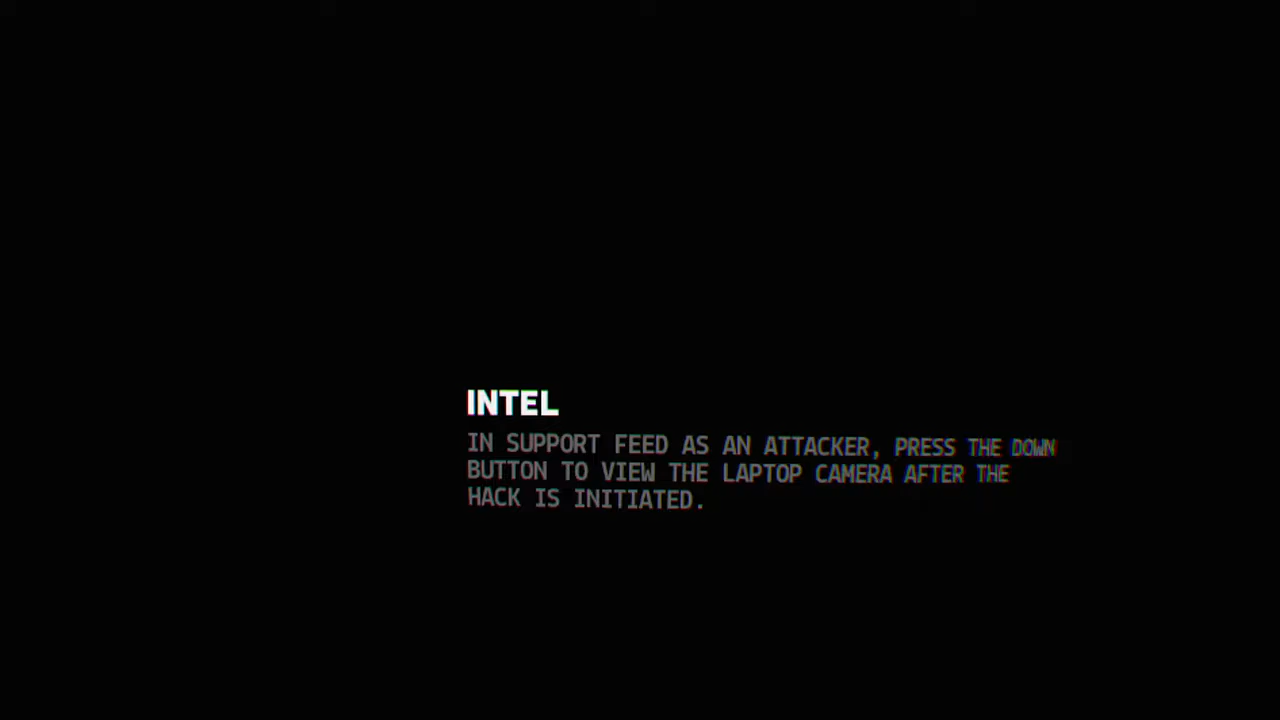 INTEL
IN SUPPORT FEED AS AN ATTACKER, PRESS THE DOWN
BUTTON TO VIEW THE LAPTOP CAMERA AFTER THE
HACK IS INITIATED.